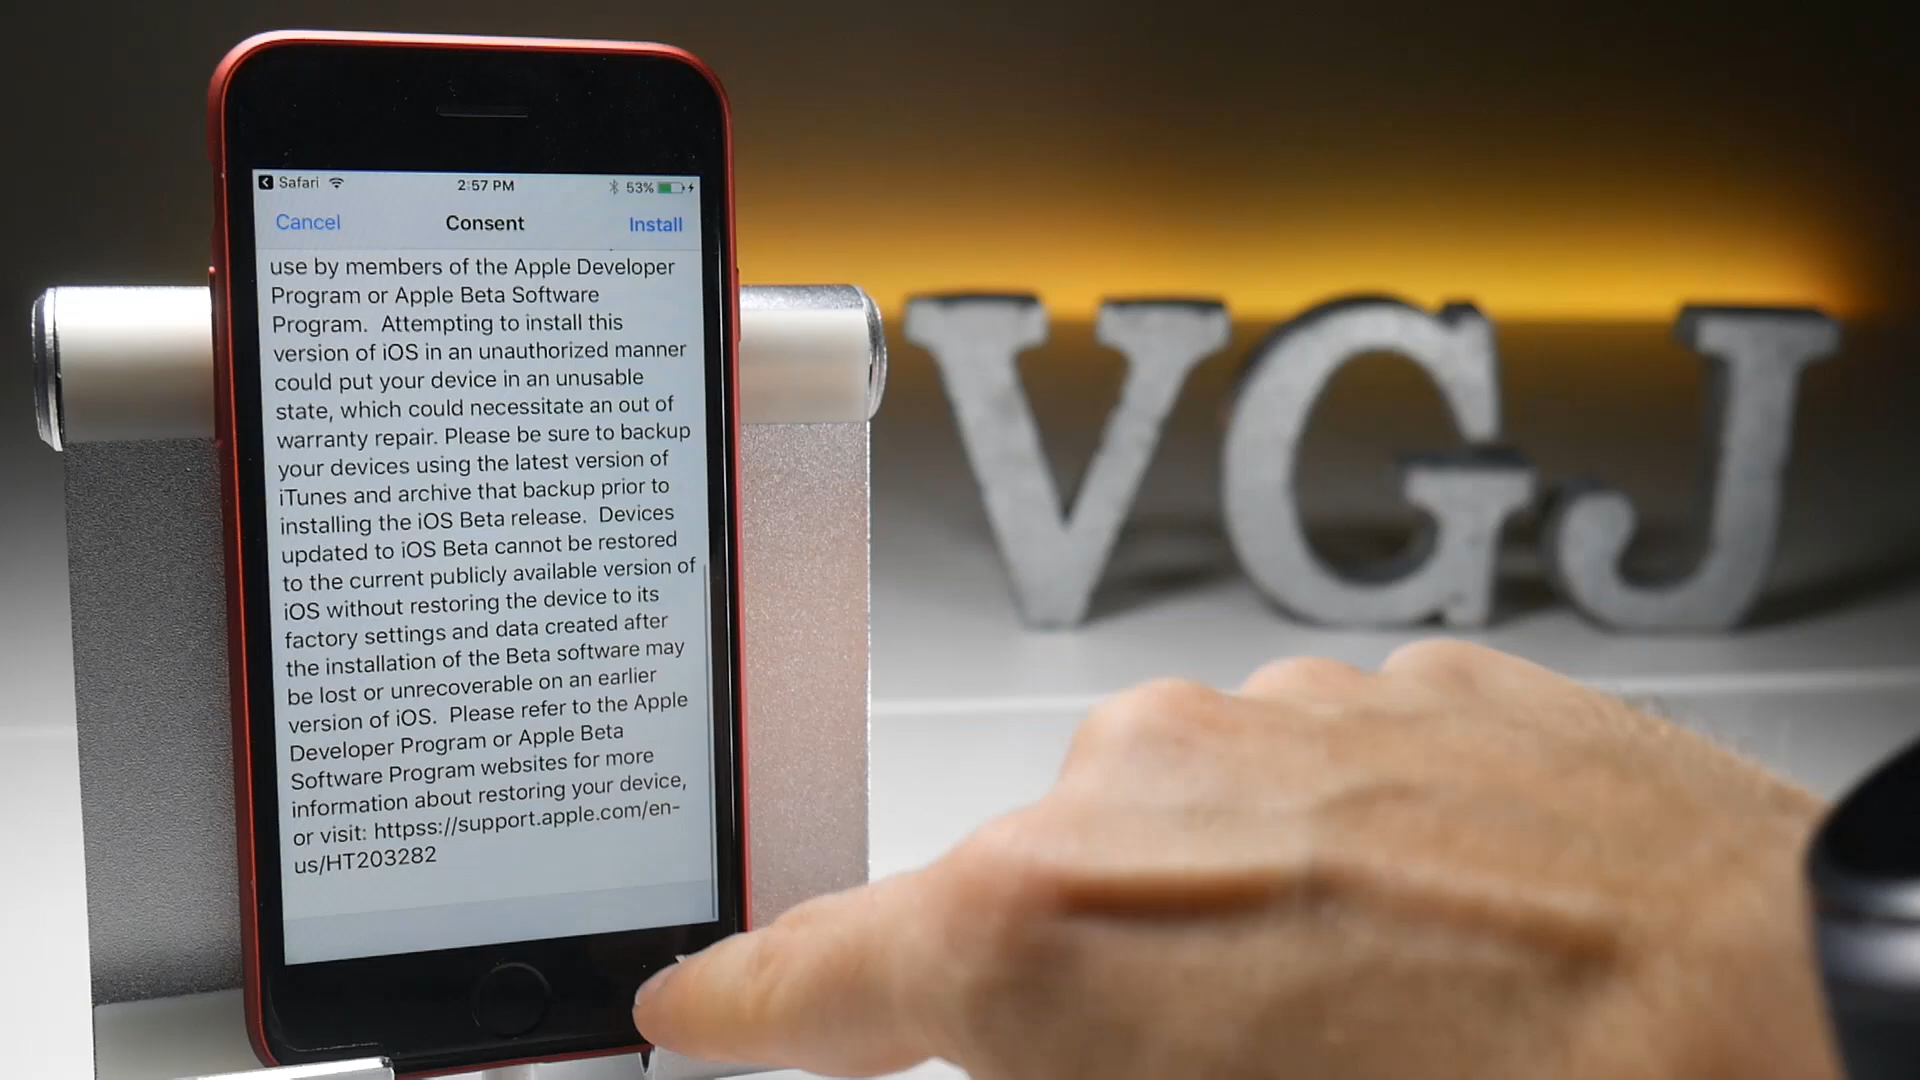 Safari
2:57 PM
53%
Cancel
Consent
Install
use by members of the Apple Developer
Program or Apple Beta Software
Program.  Attempting to install this
version of iOS in an unauthorized manner
could put your device in an unusable
state, which could necessitate an out of
warranty repair. Please be sure to backup
your devices using the latest version of
iTunes and archive that backup prior to
installing the iOS Beta release.  Devices
updated to iOS Beta cannot be restored
to the current publicly available version of
iOS without restoring the device to its
factory settings and data created after
the installation of the Beta software may
be lost or unrecoverable on an earlier
version of iOS.  Please refer to the Apple
Developer Program or Apple Beta
Software Program websites for more
information about restoring your device,
or visit: httpss://support.apple.com/en-
us/HT203282
VGJ